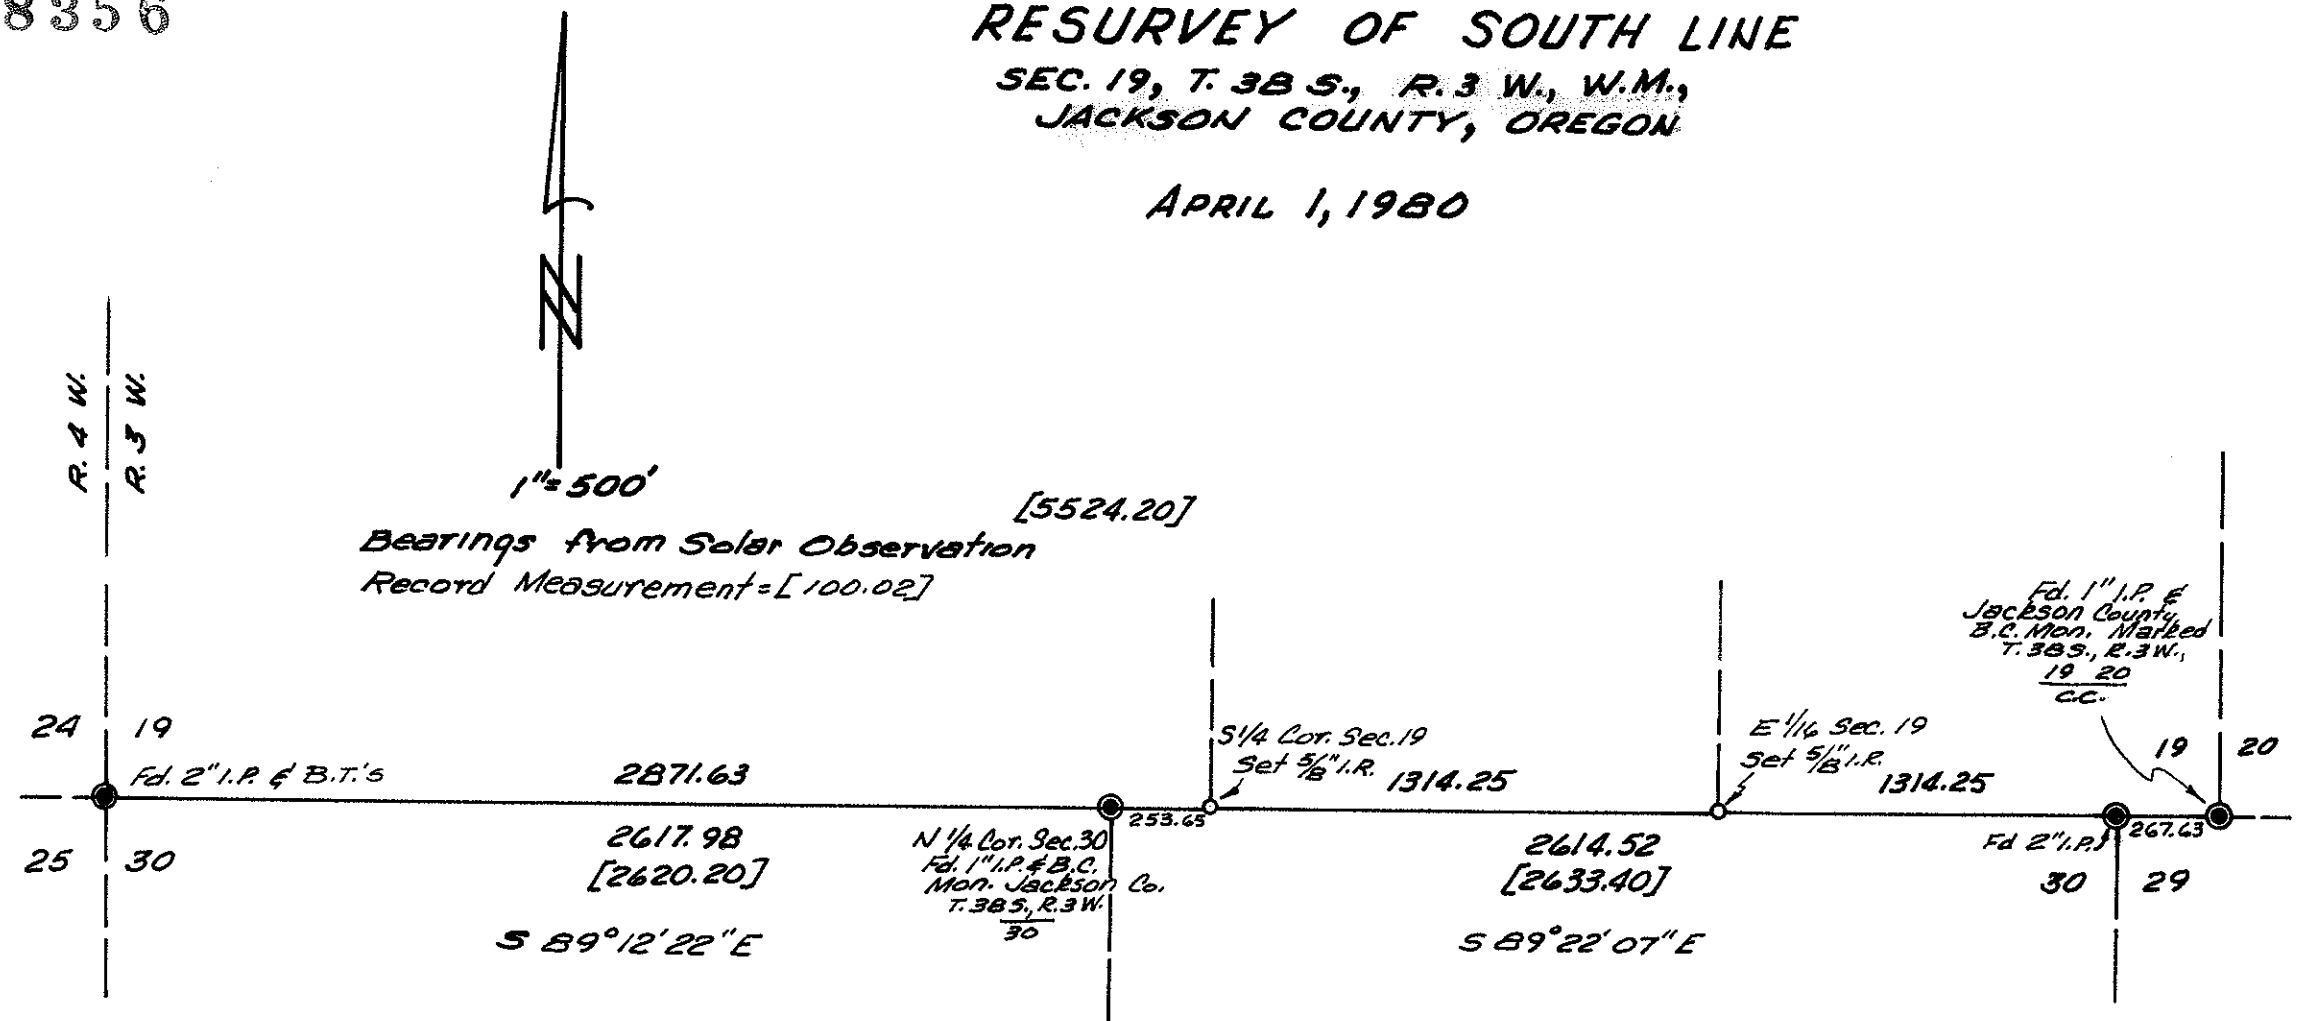 8356
RESURVEY OF SOUTH LINE
SEC. 19, T. 38 S., R. 3 W., W.M.,
JACKSON COUNTY, OREGON
APRIL 1, 1980
N
R. 4 W.
R. 3 W.
1"=500'
[5524.20]
Bearings from Solar Observation
Record Measurement=[100.02]
Fd. 1" I.P. &
Jackson County
B.C. Mon. Marked
T. 38S., R. 3W.,
19 20
C.C.
24 19
S1/4 Cor. Sec. 19
Set 5/8" I.R.
E 1/16 Sec. 19
Set 5/8" I.R.
19 20
Fd. 2" I.P. & B.T.'s
2871.63
1314.25
1314.25
2617.98
[2620.20]
253.65
N 1/4 Cor. Sec. 30
Fd. 1" I.P. & B.C.
Mon. Jackson Co.
T. 38S., R. 3W.
30
2614.52
[2633.40]
Fd 2" I.P.
267.63
25 30
30 29
S 89°12'22"E
S 89°22'07"E